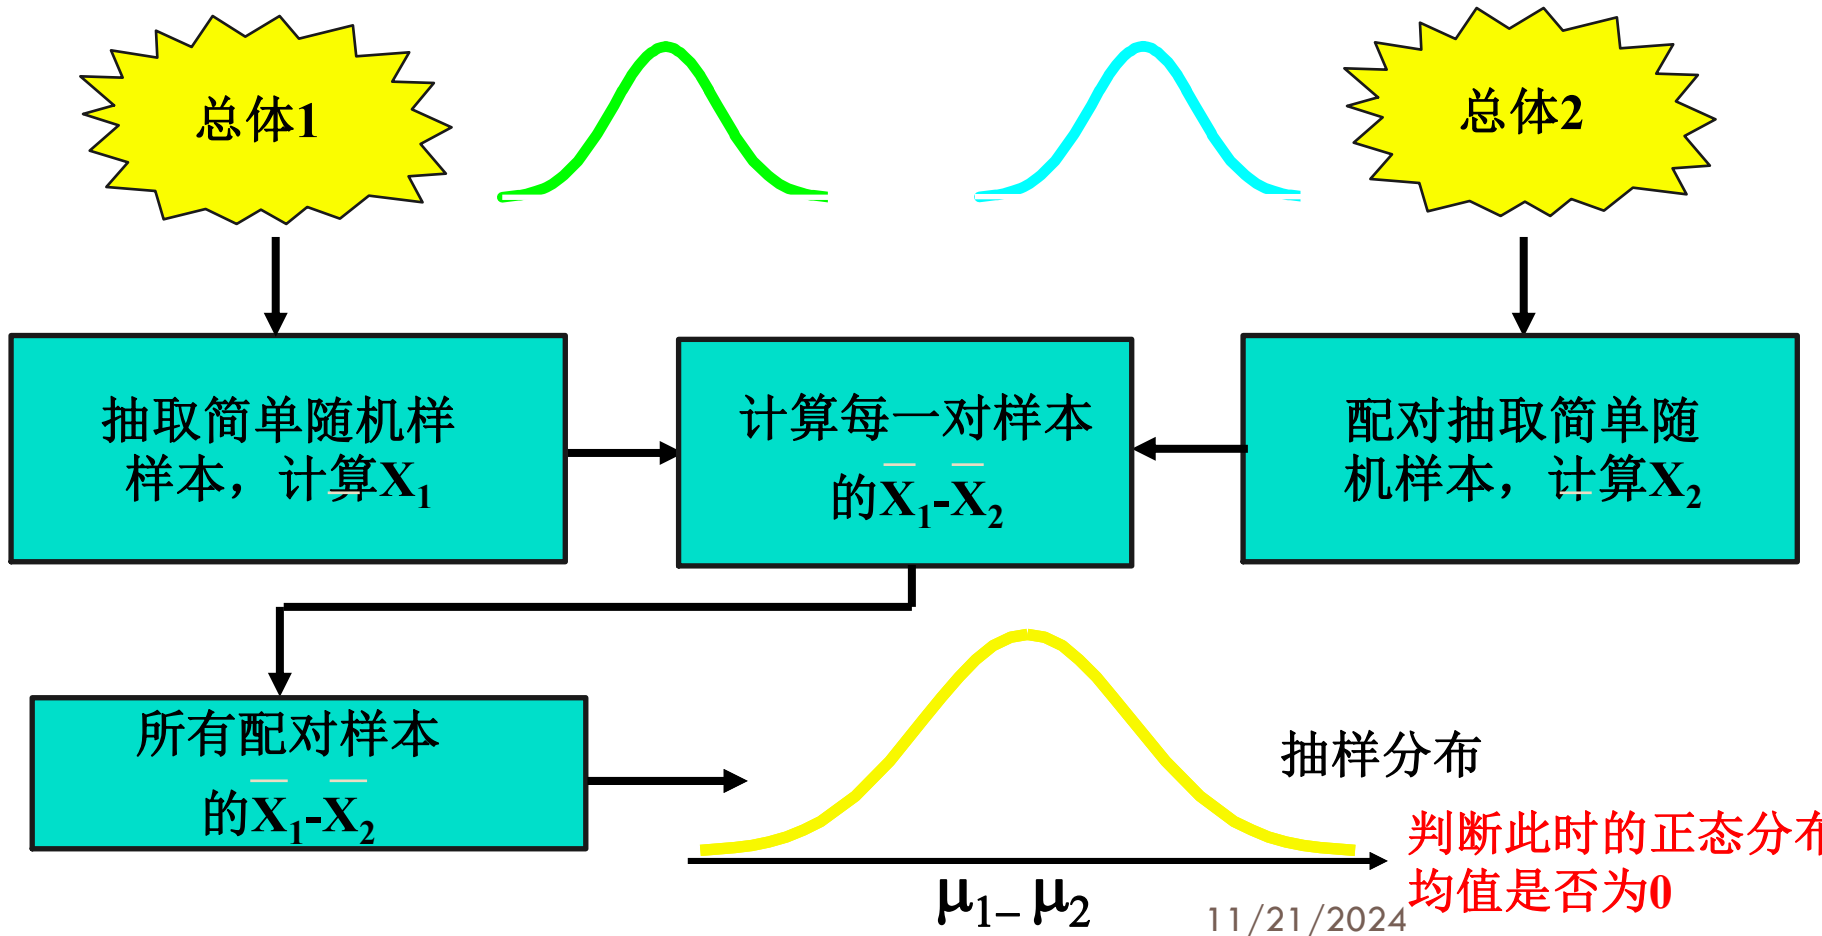 总体1
总体2
抽取简单随机样
样本，计算X̄₁
计算每一对样本
的X̄₁-X̄₂
配对抽取简单随
机样本，计算X̄₂
所有配对样本
的X̄₁-X̄₂
抽样分布
判断此时的正态分布
均值是否为0
μ₁₋ μ₂
11/21/2024